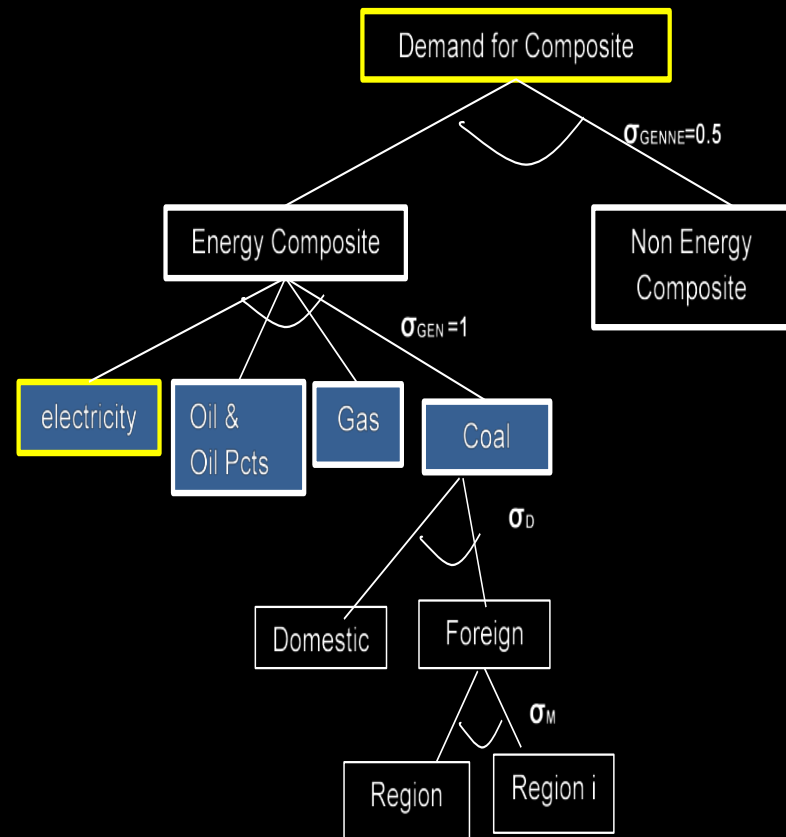 Demand for Composite
σGENNE=0.5
Energy Composite
Non Energy
Composite
σGEN =1
electricity
Oil &
Oil Pcts
Gas
Coal
σD
Domestic
Foreign
σM
Region
Region i